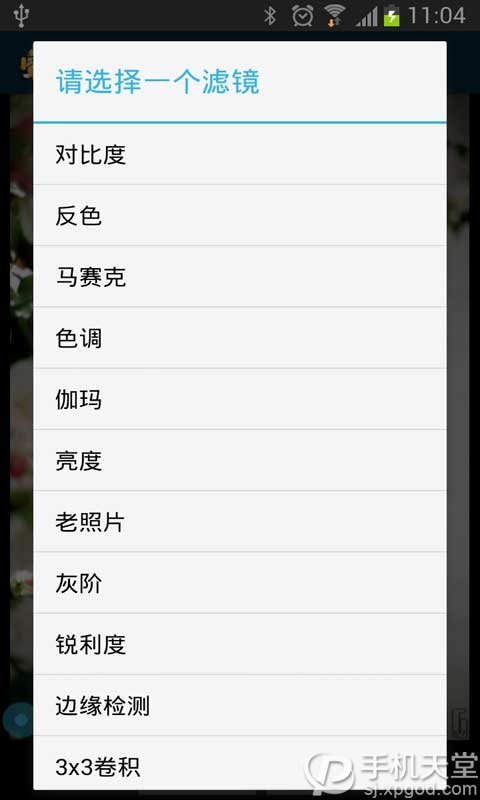 11:04
请选择一个滤镜
对比度
反色
马赛克
色调
伽玛
亮度
老照片
灰阶
锐利度
边缘检测
3x3卷积
手机天堂
sj.xpgod.com